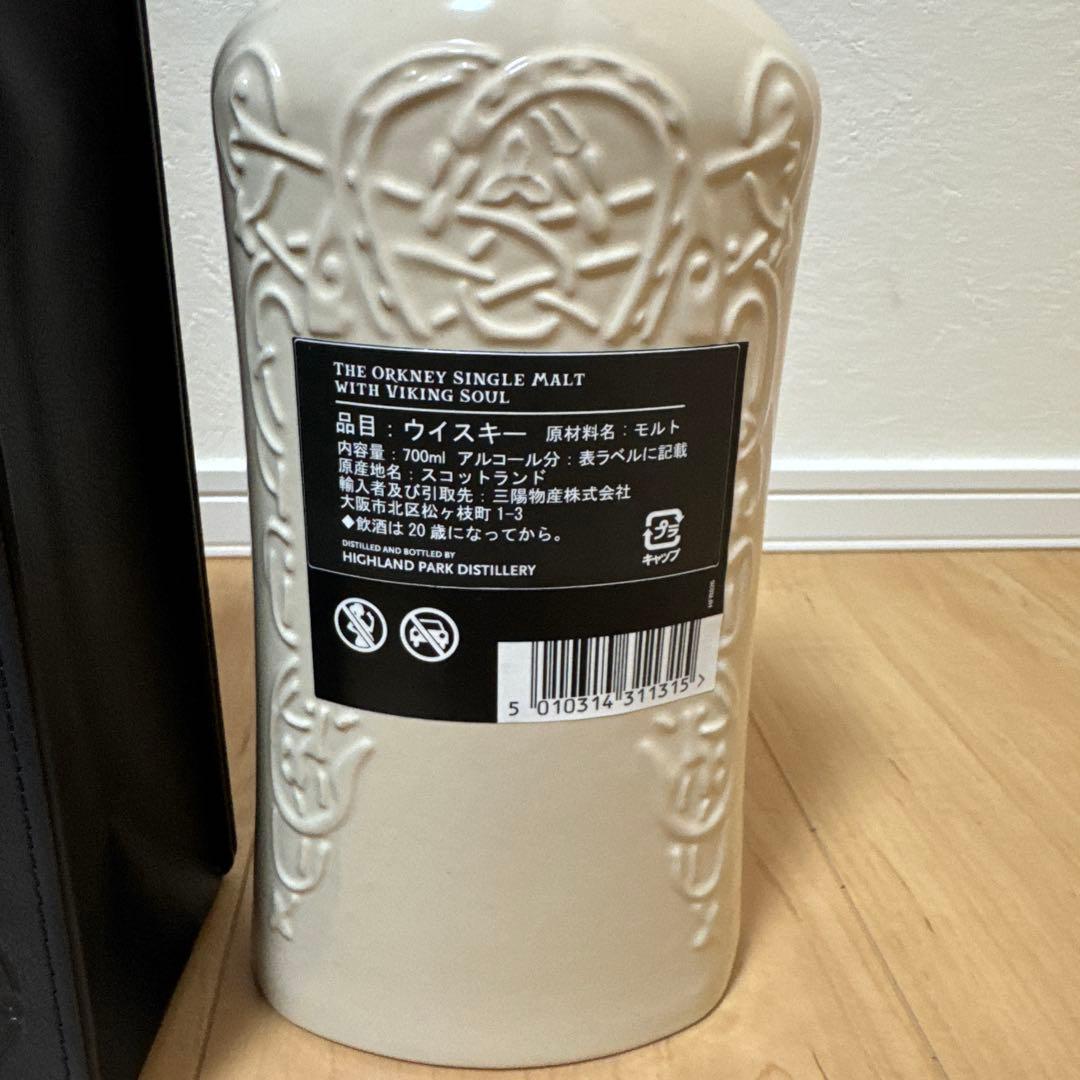 THE ORKNEY SINGLE MALT
WITH VIKING SOUL
品目：ウイスキー 原材料名：モルト
内容量：700ml アルコール分：表ラベルに記載
原産地名：スコットランド
輸入者及び引取先：三陽物産株式会社
大阪市北区松ヶ枝町1-3
◆飲酒は20歳になってから。
プラ
キャップ
DISTILLED AND BOTTLED BY
HIGHLAND PARK DISTILLERY
5 010314 311315 >